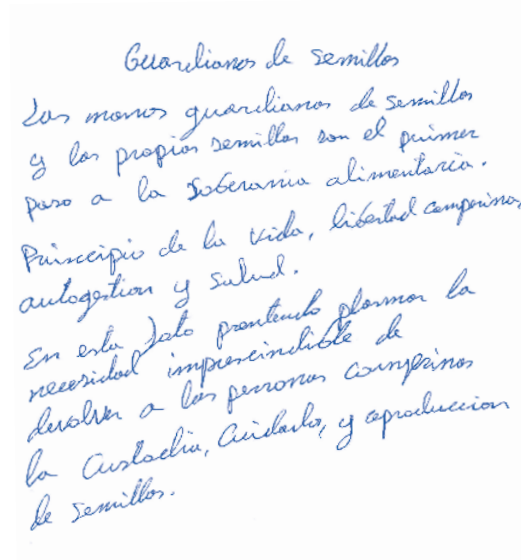 Guardianas de semillas
Las manos guardianas de semillas
y las propias semillas son el primer
paso a la Soberania alimentaria.
Principio de la vida, libertad campesina,
autogestion y salud.
En esta foto pretendo plasmar la
necesidad imprescindible de
devolver a las personas campesinas
la Custodia, Cuidado, y eproduccion
de semillas.